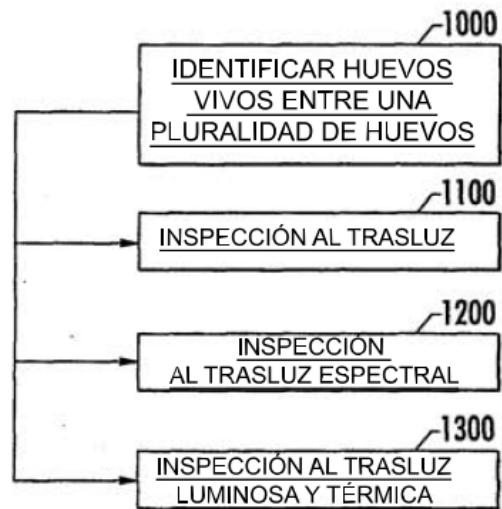 1000
IDENTIFICAR HUEVOS
VIVOS ENTRE UNA
PLURALIDAD DE HUEVOS
1100
INSPECCIÓN AL TRASLUZ
1200
INSPECCIÓN
AL TRASLUZ ESPECTRAL
1300
INSPECCIÓN AL TRASLUZ
LUMINOSA Y TÉRMICA